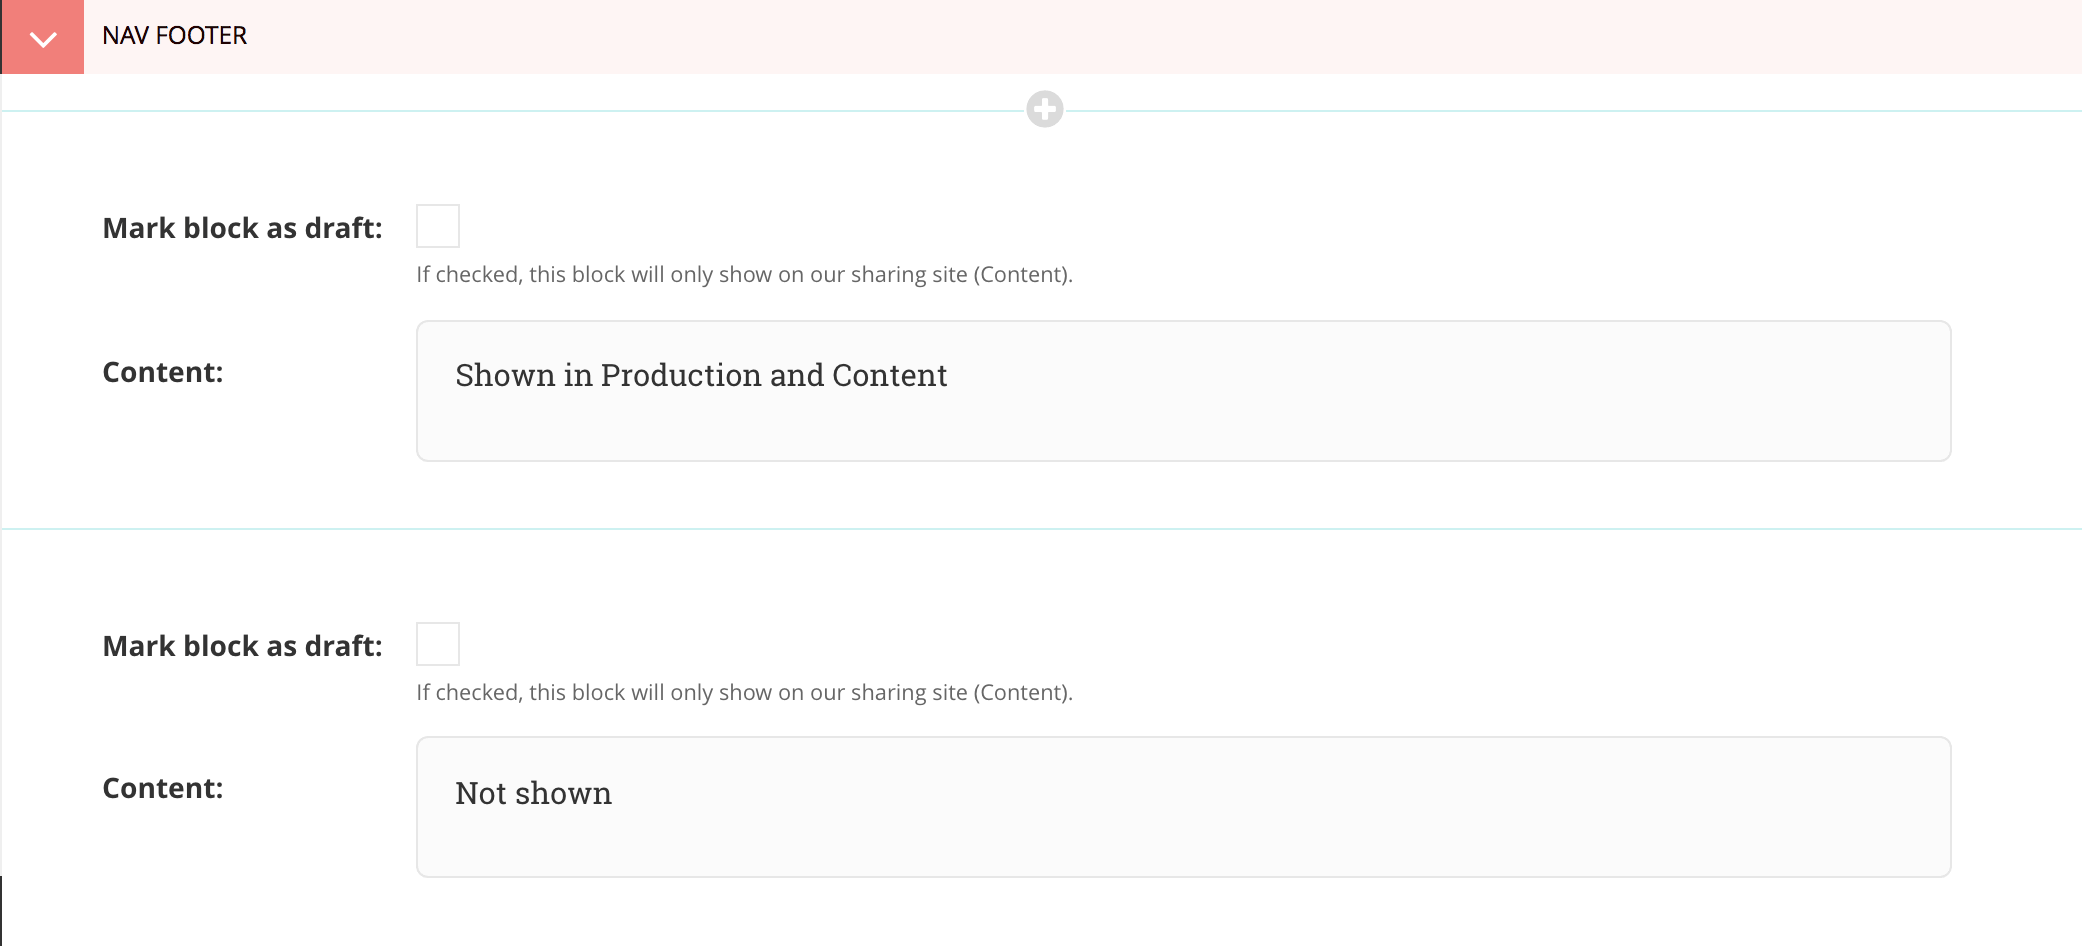 NAV FOOTER
Mark block as draft:
If checked, this block will only show on our sharing site (Content).
Content:
Shown in Production and Content
Mark block as draft:
If checked, this block will only show on our sharing site (Content).
Content:
Not shown